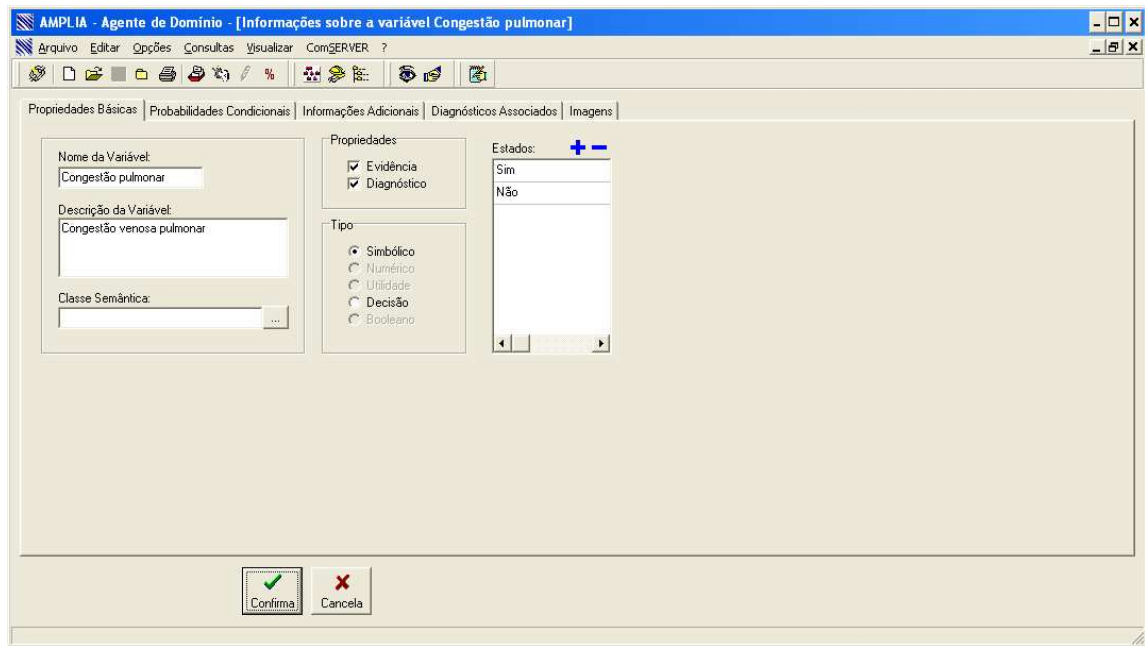 AMPLIA - Agente de Domínio - [Informações sobre a variável Congestão pulmonar]
Arquivo Editar Opções Consultas Visualizar ComSERVER ?
%
Propriedades Básicas Probabilidades Condicionais Informações Adicionais Diagnósticos Associados Imagens
Nome da Variável:
Congestão pulmonar
Descrição da Variável:
Congestão venosa pulmonar
Classe Semântica:
...
Propriedades
Evidência
Diagnóstico
Tipo
Simbólico
Numérico
Utilidade
Decisão
Booleano
Estados:
Sim
Não
Confirma
Cancela